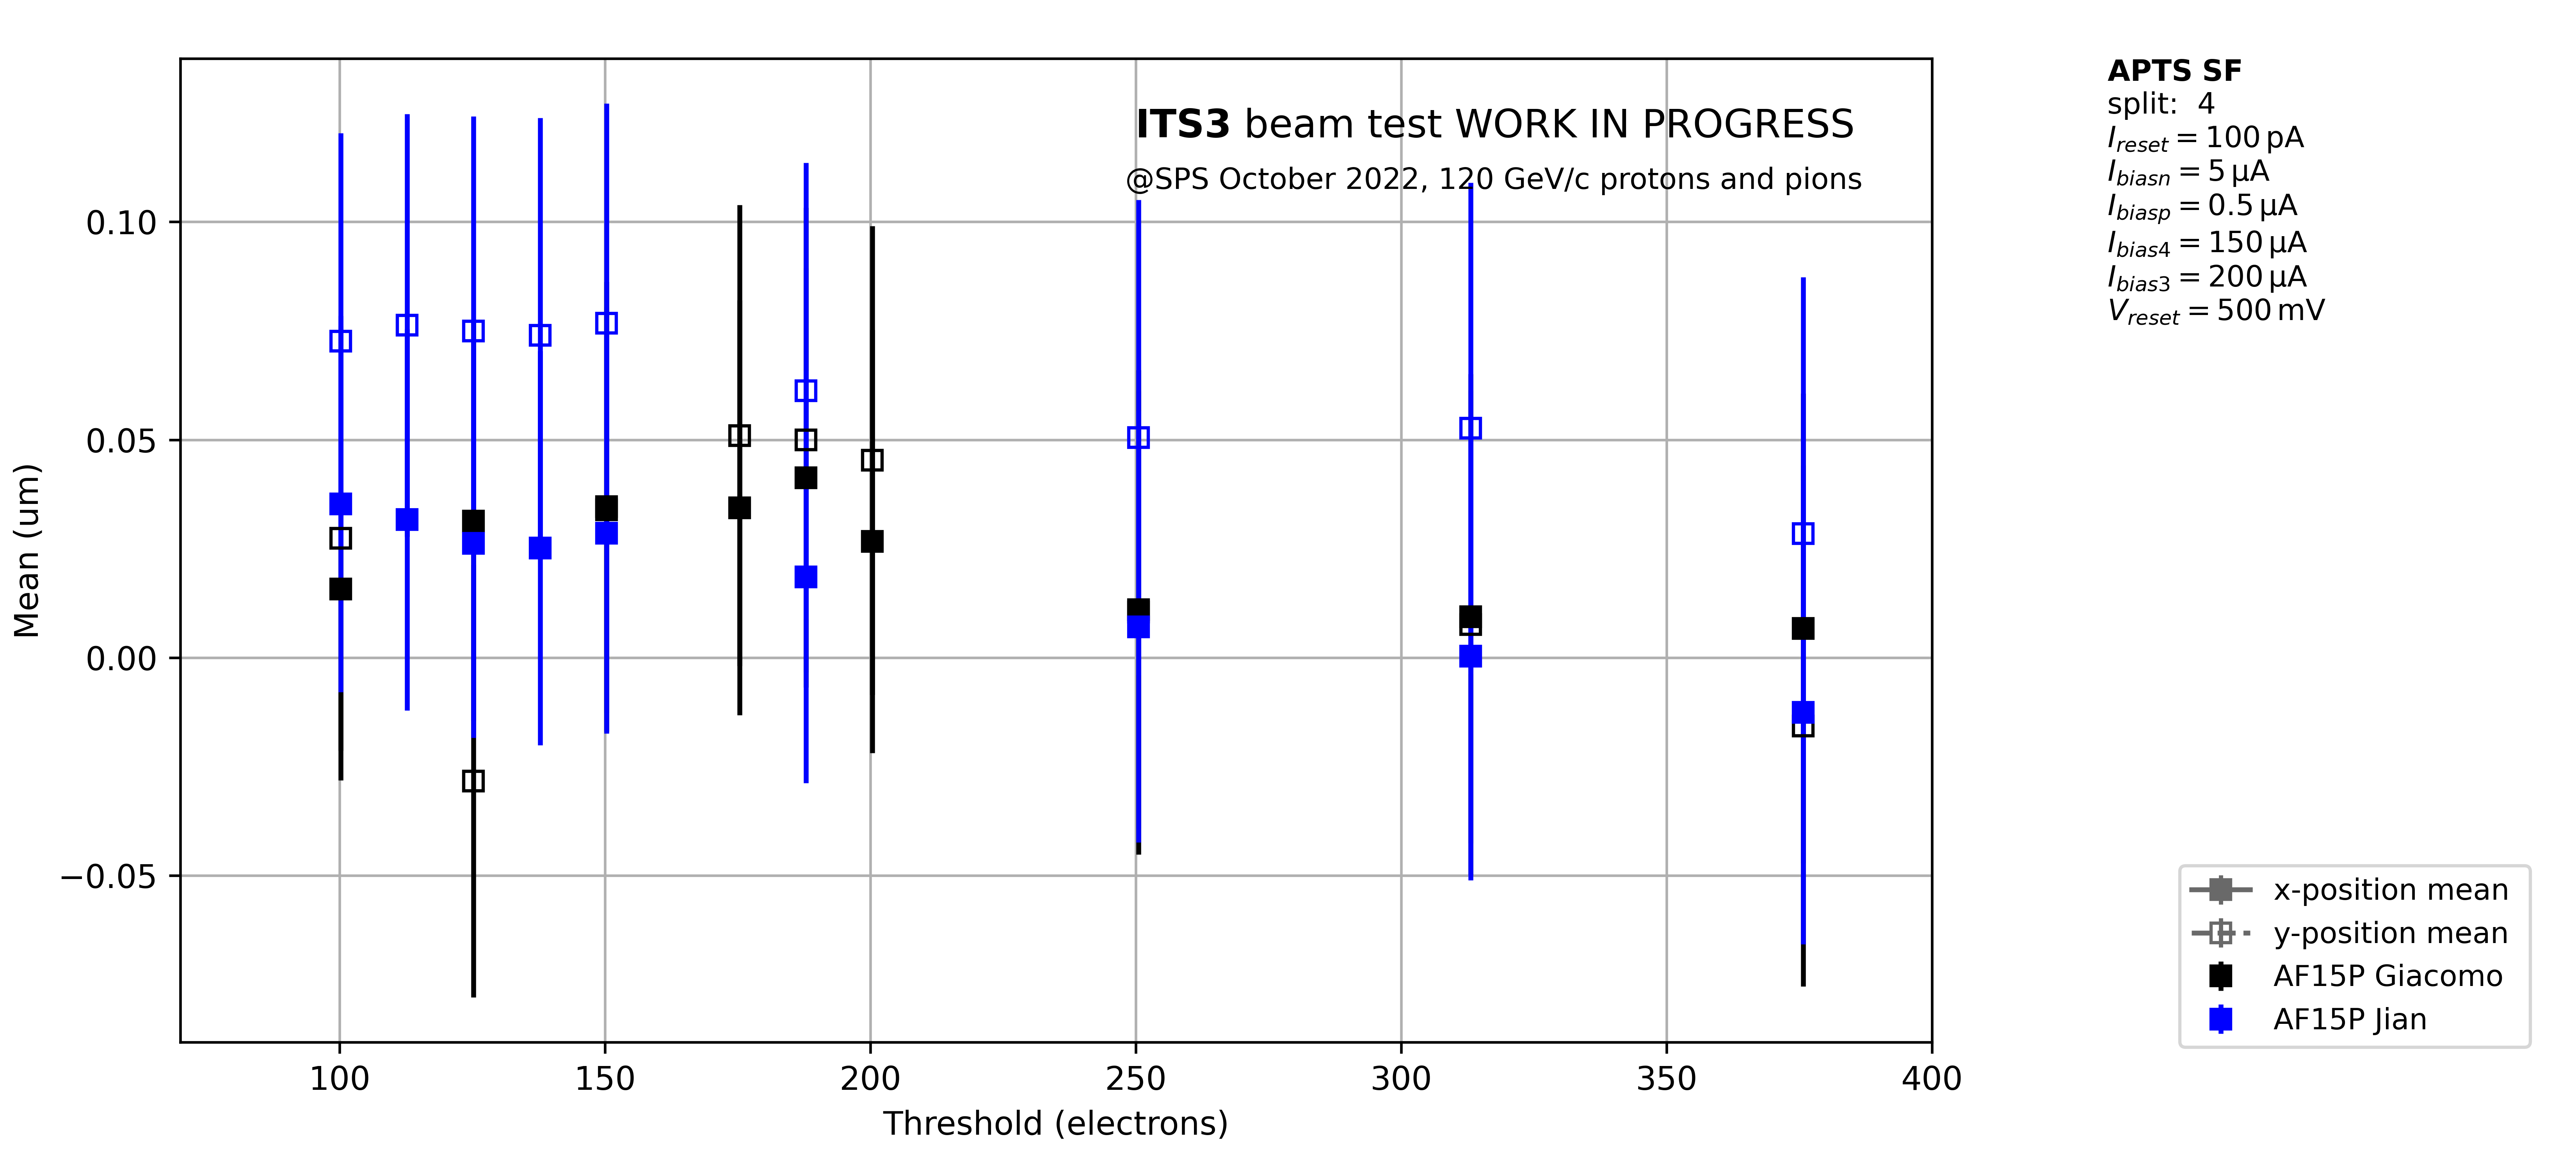 ITS3 beam test WORK IN PROGRESS
@SPS October 2022, 120 GeV/c protons and pions
Mean (um)
0.10
0.05
0.00
−0.05
100 150 200 250 300 350 400
Threshold (electrons)
APTS SF
split: 4
I_reset = 100 pA
I_biasn = 5 μA
I_biasp = 0.5 μA
I_bias4 = 150 μA
I_bias3 = 200 μA
V_reset = 500 mV
x-position mean
y-position mean
AF15P Giacomo
AF15P Jian